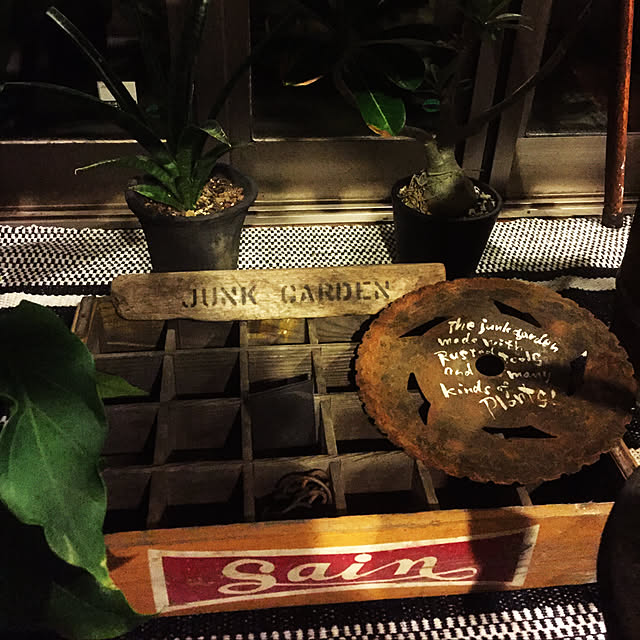 JUNK GARDEN
The junk garden
made with
Rusted tools
and many
kinds of
Plants!
Sain